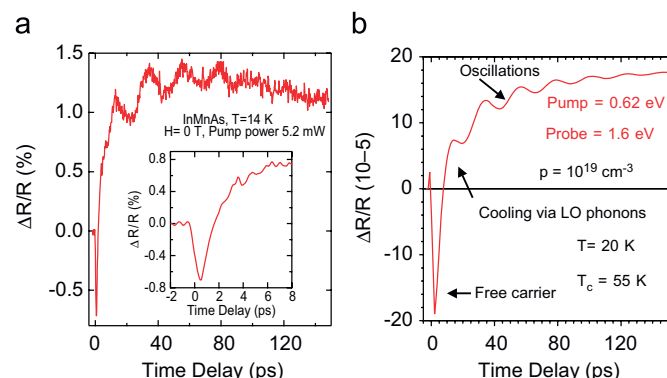 a
ΔR/R (%)
1.5
1.0
0.5
0.0
-0.5
0 40 80 120
Time Delay (ps)
InMnAs, T=14 K
H= 0 T, Pump power 5.2 mW
Δ R/R (%)
0.8
0.4
0.0
-0.4
-0.8
-2 0 2 4 6 8
Time Delay (ps)
b
ΔR/R (10–5)
20
10
0
-10
-20
0 40 80 120
Time Delay (ps)
Oscillations
Pump = 0.62 eV
Probe = 1.6 eV
p = 10¹⁹ cm⁻³
Cooling via LO phonons
T= 20 K
T_c = 55 K
Free carrier